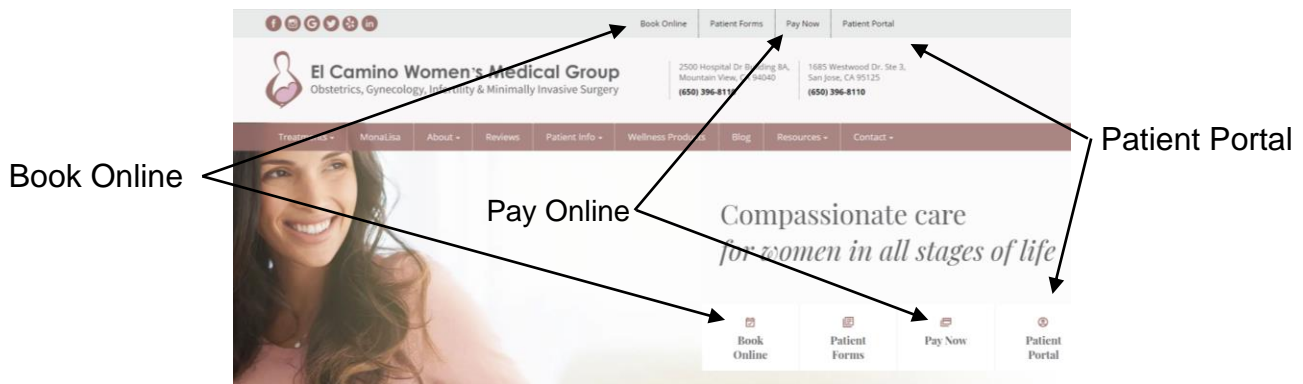 Book Online Patient Forms Pay Now Patient Portal
El Camino Women's Medical Group
Obstetrics, Gynecology, Infertility & Minimally Invasive Surgery
2500 Hospital Dr Building 8A,
Mountain View, CA 94040
(650) 396-8110
1685 Westwood Dr. Ste 3,
San Jose, CA 95125
(650) 396-8110
Treatments MonaLisa About Reviews Patient Info Wellness Products Blog Resources Contact
Book Online
Pay Online
Patient Portal
Compassionate care
for women in all stages of life
Book
Online
Patient
Forms
Pay Now
Patient
Portal